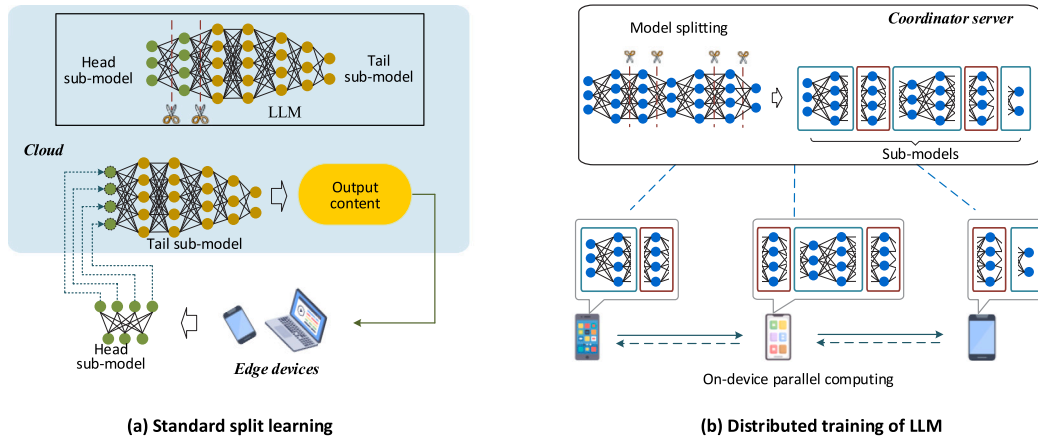 Head
sub-model
Tail
sub-model
LLM
Cloud
Output
content
Tail sub-model
Head
sub-model
Edge devices
(a) Standard split learning
Coordinator server
Model splitting
Sub-models
On-device parallel computing
(b) Distributed training of LLM